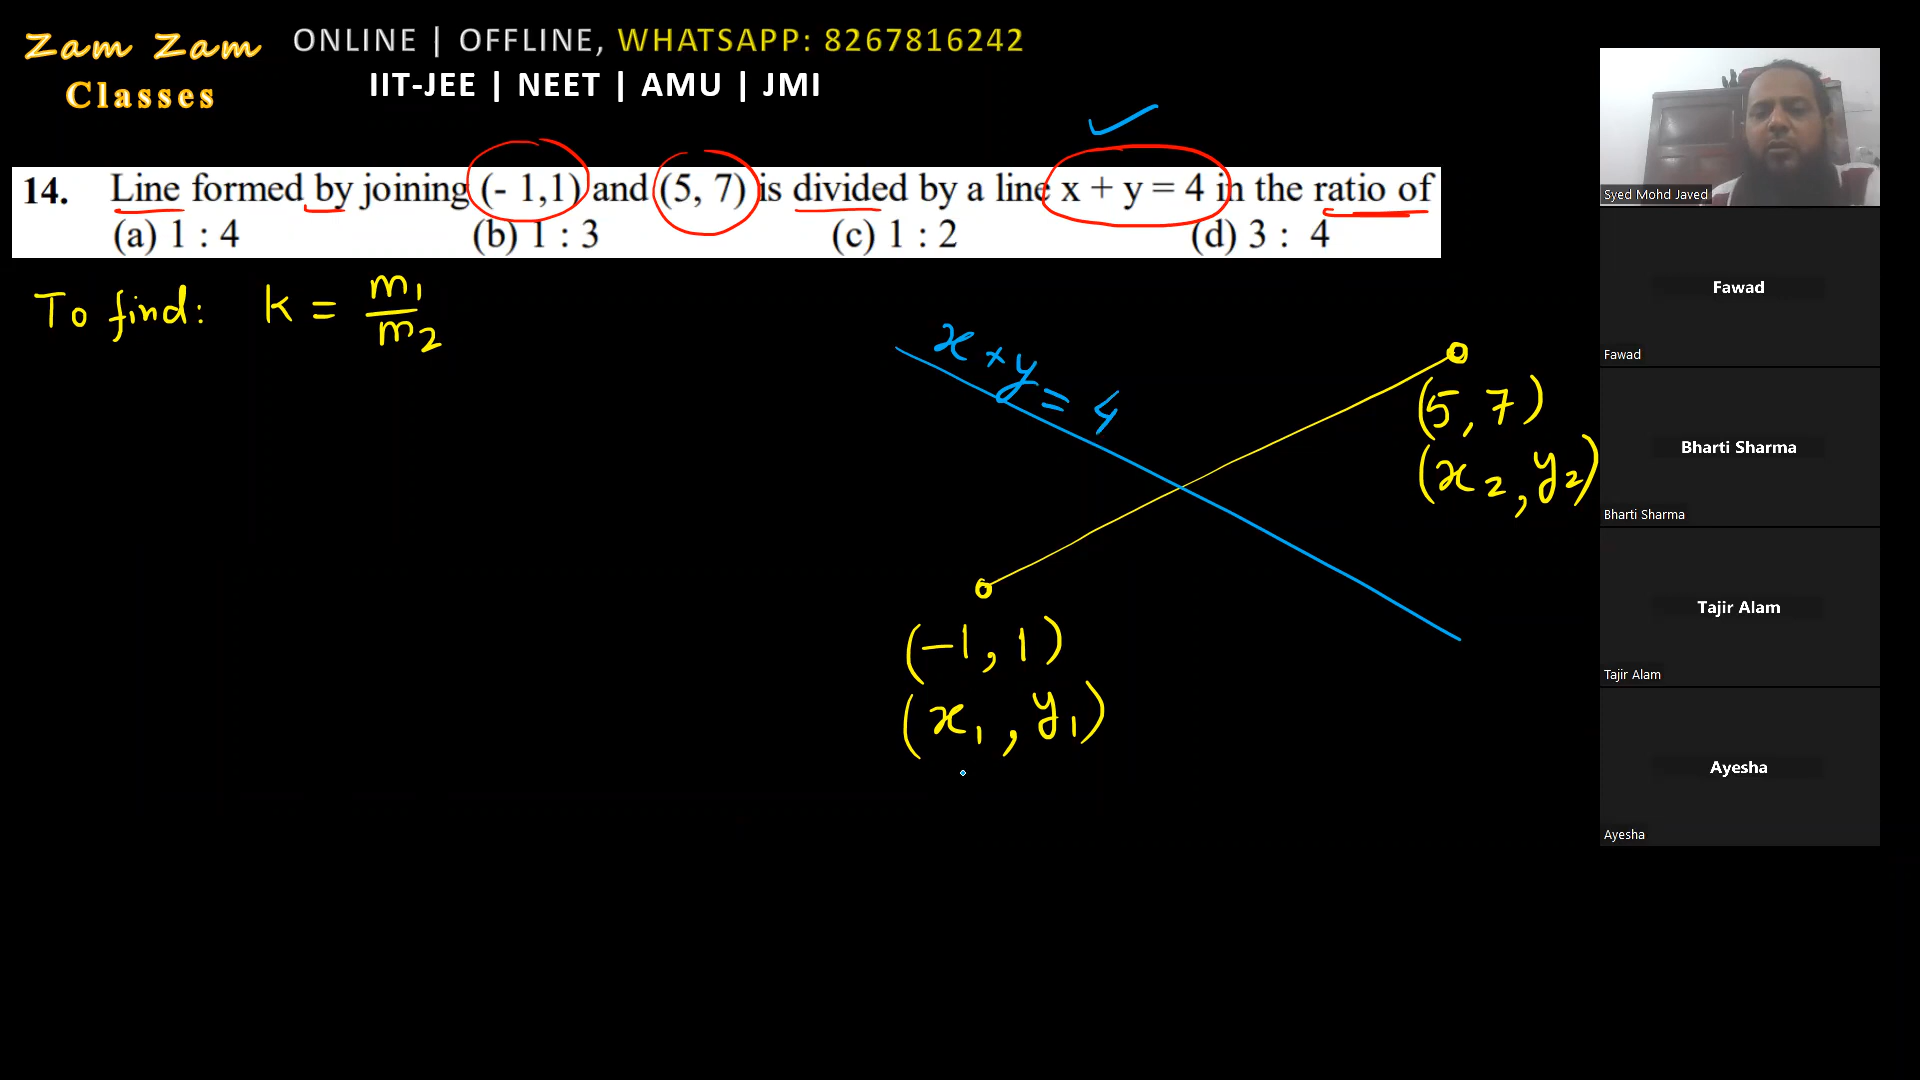 Zam Zam
Classes
ONLINE | OFFLINE, WHATSAPP: 8267816242
IIT-JEE | NEET | AMU | JMI
14. Line formed by joining (- 1,1) and (5, 7) is divided by a line x + y = 4 in the ratio of
(a) 1 : 4 (b) 1 : 3 (c) 1 : 2 (d) 3 : 4
To find: k = m₁/m₂
x + y = 4
(5, 7)
(x₂, y₂)
(-1, 1)
(x₁, y₁)
Syed Mohd Javed
Fawad
Fawad
Bharti Sharma
Bharti Sharma
Tajir Alam
Tajir Alam
Ayesha
Ayesha